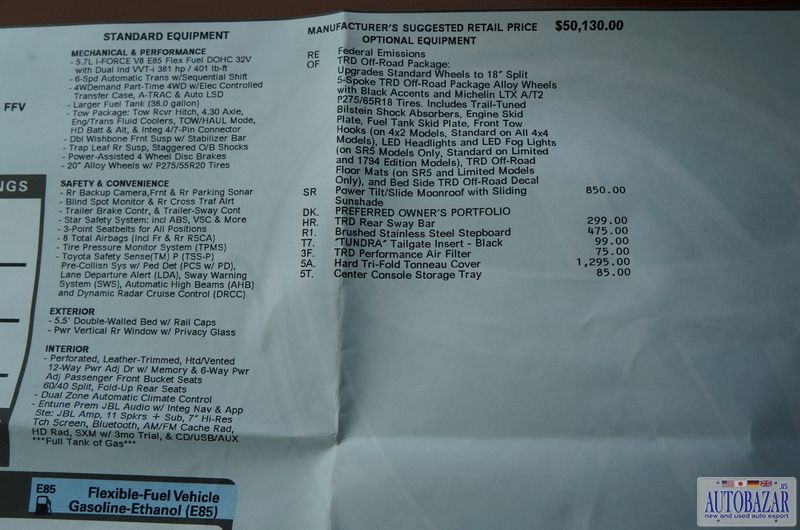 STANDARD EQUIPMENT
MECHANICAL & PERFORMANCE
- 5.7L I-FORCE V8 E85 Flex Fuel DOHC 32V
with Dual Ind VVT-i 381 hp / 401 lb-ft
- 6-Spd Automatic Trans w/Sequential Shift
- 4WDemand Part-Time 4WD w/Elec Controlled
Transfer Case, A-TRAC & Auto LSD
- Larger Fuel Tank (38.0 gallon)
- Tow Package: Tow Rcvr Hitch, 4.30 Axle,
Eng/Trans Fluid Coolers, TOW/HAUL Mode,
HD Batt & Alt, & Integ 4/7-Pin Connector
- Dbl Wishbone Frnt Susp w/ Stabilizer Bar
- Trap Leaf Rr Susp, Staggered O/B Shocks
- Power-Assisted 4 Wheel Disc Brakes
- 20" Alloy Wheels w/ P275/55R20 Tires
SAFETY & CONVENIENCE
- Rr Backup Camera,Frnt & Rr Parking Sonar
- Blind Spot Monitor & Rr Cross Traf Alrt
- Trailer Brake Contr, & Trailer-Sway Cont
- Star Safety System: incl ABS, VSC & More
- 3-Point Seatbelts for All Positions
- 8 Total Airbags (Incl Fr & Rr RSCA)
- Tire Pressure Monitor System (TPMS)
- Toyota Safety Sense(TM) P (TSS-P)
Pre-Collisn Sys w/ Ped Det (PCS w/ PD),
Lane Departure Alert (LDA), Sway Warning
System (SWS), Automatic High Beams (AHB)
and Dynamic Radar Cruise Control (DRCC)
EXTERIOR
- 5.5' Double-Walled Bed w/ Rail Caps
- Pwr Vertical Rr Window w/ Privacy Glass
INTERIOR
- Perforated, Leather-Trimmed, Htd/Vented
12-Way Pwr Adj Dr w/ Memory & 6-Way Pwr
Adj Passenger Front Bucket Seats
60/40 Split, Fold-Up Rear Seats
- Dual Zone Automatic Climate Control
- Entune Prem JBL Audio w/ Integ Nav & App
Ste: JBL Amp, 11 Spkrs + Sub, 7" Hi-Res
Tch Screen, Bluetooth, AM/FM Cache Rad,
HD Rad, SXM w/ 3mo Trial, & CD/USB/AUX
***Full Tank of Gas***
FFV
NGS
E85 Flexible-Fuel Vehicle
Gasoline-Ethanol (E85)
MANUFACTURER'S SUGGESTED RETAIL PRICE $50,130.00
OPTIONAL EQUIPMENT
RE Federal Emissions
OF TRD Off-Road Package:
Upgrades Standard Wheels to 18" Split
5-Spoke TRD Off-Road Package Alloy Wheels
with Black Accents and Michelin LTX A/T2
P275/65R18 Tires. Includes Trail-Tuned
Bilstein Shock Absorbers, Engine Skid
Plate, Fuel Tank Skid Plate, Front Tow
Hooks (on 4x2 Models, Standard on All 4x4
Models), LED Headlights and LED Fog Lights
(on SR5 Models Only, Standard on Limited
and 1794 Edition Models), TRD Off-Road
Floor Mats (on SR5 and Limited Models
Only), and Bed Side TRD Off-Road Decal
SR Power Tilt/Slide Moonroof with Sliding 850.00
Sunshade
DK. PREFERRED OWNER'S PORTFOLIO
HR. TRD Rear Sway Bar 299.00
R1. Brushed Stainless Steel Stepboard 475.00
T7. "TUNDRA" Tailgate Insert - Black 99.00
3F. TRD Performance Air Filter 75.00
5A. Hard Tri-Fold Tonneau Cover 1,295.00
5T. Center Console Storage Tray 85.00
AUTOBAZAR.US
new and used auto export